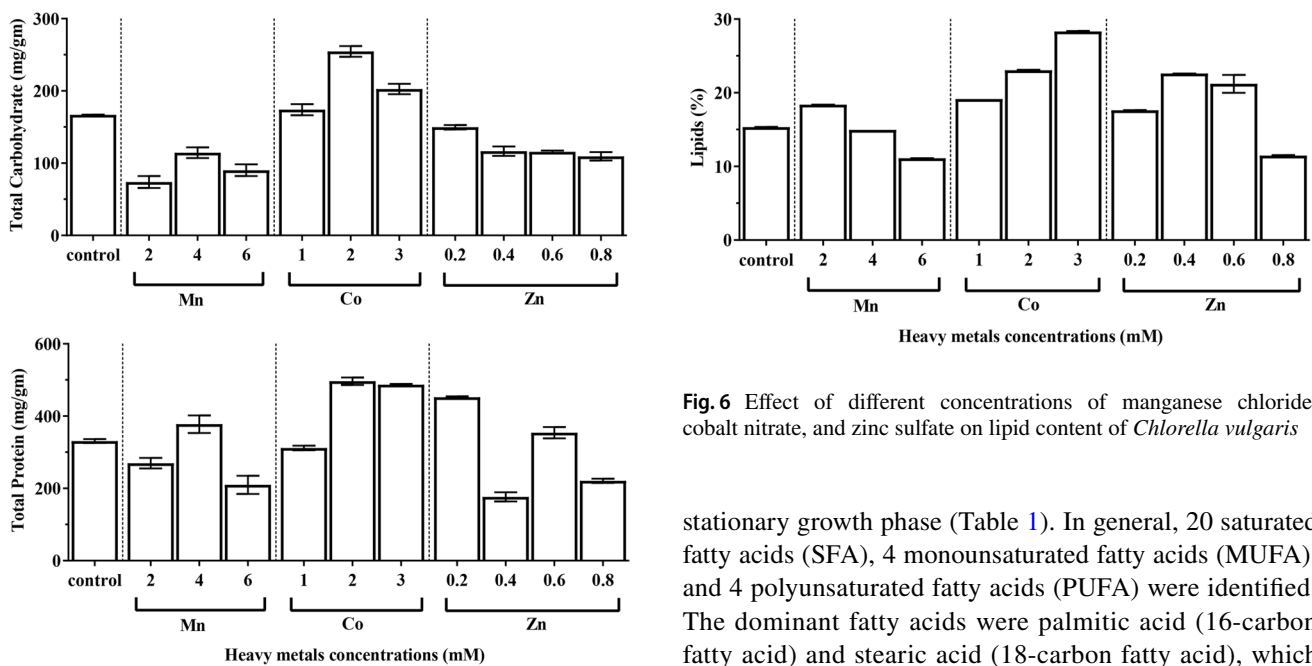 Total Carbohydrate (mg/gm)
300
200
100
0
control 2 4 6 1 2 3 0.2 0.4 0.6 0.8
Mn Co Zn
Total Protein (mg/gm)
600
400
200
0
control 2 4 6 1 2 3 0.2 0.4 0.6 0.8
Mn Co Zn
Heavy metals concentrations (mM)
Lipids (%)
30
20
10
0
control 2 4 6 1 2 3 0.2 0.4 0.6 0.8
Mn Co Zn
Heavy metals concentrations (mM)
Fig. 6 Effect of different concentrations of manganese chloride
cobalt nitrate, and zinc sulfate on lipid content of Chlorella vulgaris
stationary growth phase (Table 1). In general, 20 saturated
fatty acids (SFA), 4 monounsaturated fatty acids (MUFA)
and 4 polyunsaturated fatty acids (PUFA) were identified
The dominant fatty acids were palmitic acid (16-carbon
fatty acid) and stearic acid (18-carbon fatty acid), which